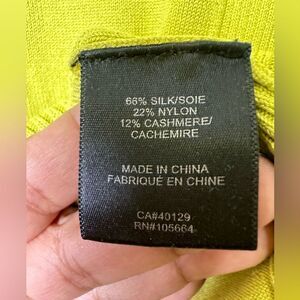 66% SILK/SOIE
22% NYLON
12% CASHMERE/
CACHEMIRE
MADE IN CHINA
FABRIQUÉ EN CHINE
CA#40129
RN#105664